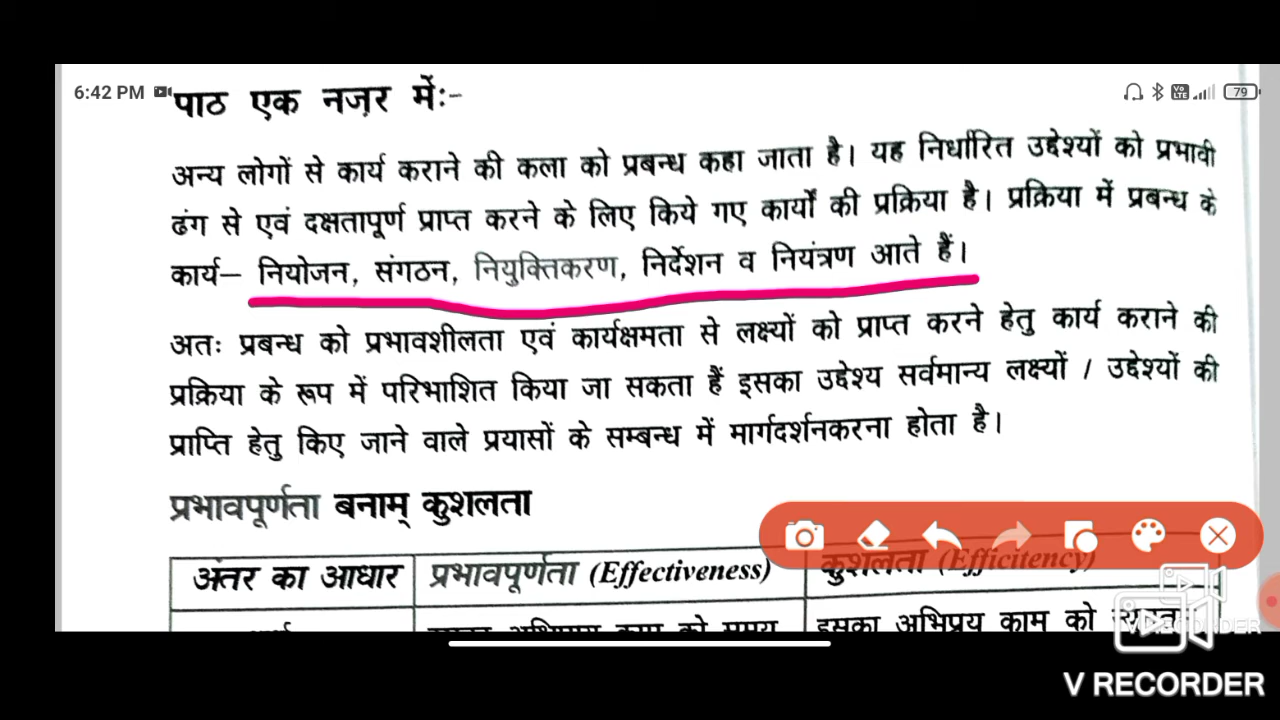 6:42 PM
79
पाठ एक नज़र में:-
अन्य लोगों से कार्य कराने की कला को प्रबन्ध कहा जाता है। यह निर्धारित उद्देश्यों को प्रभावी
ढंग से एवं दक्षतापूर्ण प्राप्त करने के लिए किये गए कार्यों की प्रक्रिया है। प्रक्रिया में प्रबन्ध के
कार्य– नियोजन, संगठन, नियुक्तिकरण, निर्देशन व नियंत्रण आते हैं।
अतः प्रबन्ध को प्रभावशीलता एवं कार्यक्षमता से लक्ष्यों को प्राप्त करने हेतु कार्य कराने की
प्रक्रिया के रूप में परिभाशित किया जा सकता हैं इसका उद्देश्य सर्वमान्य लक्ष्यों / उद्देश्यों की
प्राप्ति हेतु किए जाने वाले प्रयासों के सम्बन्ध में मार्गदर्शनकरना होता है।
प्रभावपूर्णता बनाम् कुशलता
अंतर का आधार प्रभावपूर्णता (Effectiveness) कुशलता (Efficitency)
इसका अभिप्रय काम को
V RECORDER